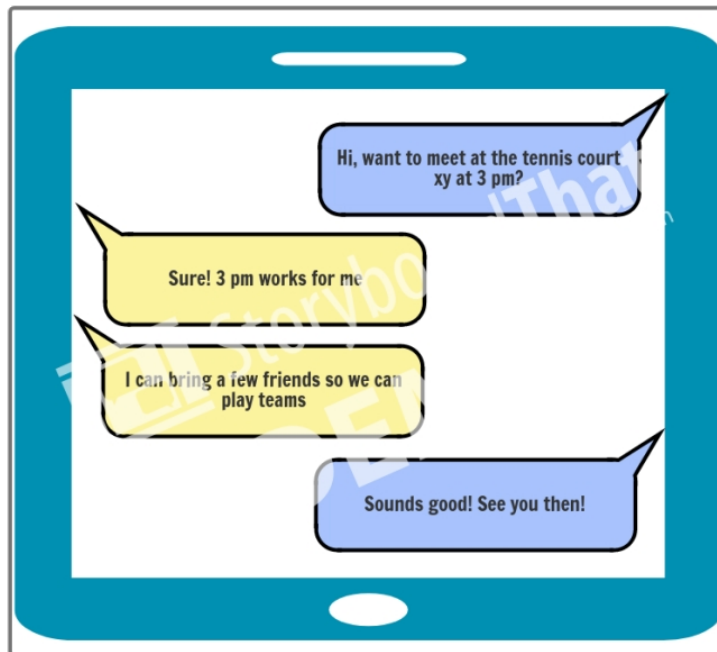 Hi, want to meet at the tennis court
xy at 3 pm?
Sure! 3 pm works for me
I can bring a few friends so we can
play teams
Sounds good! See you then!